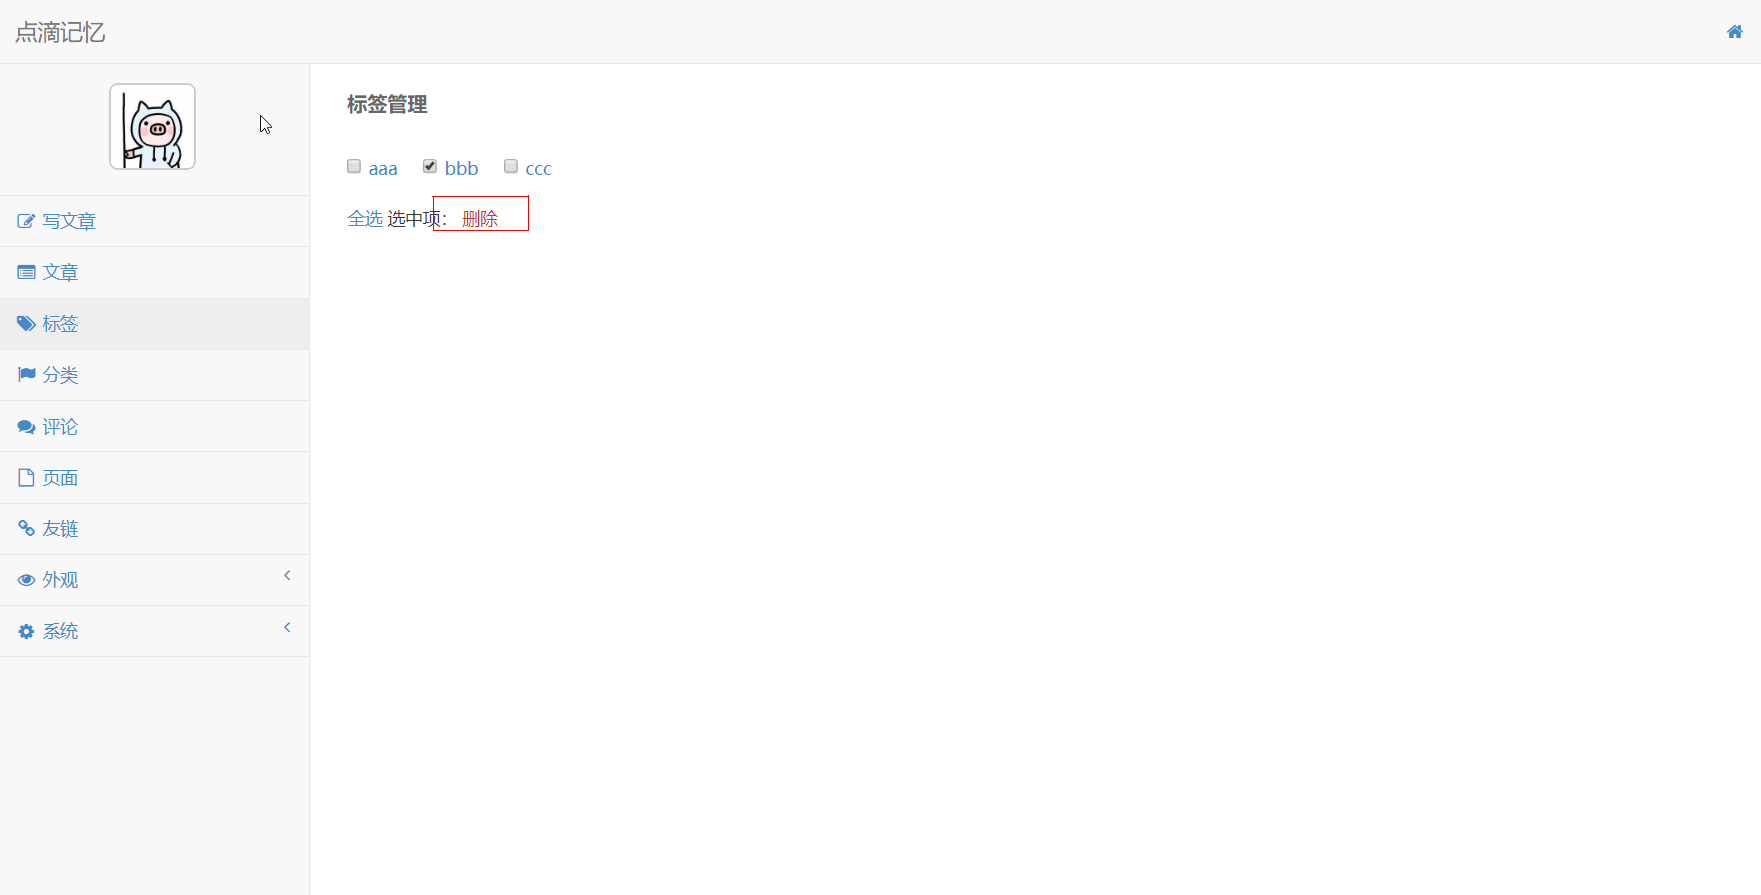 点滴记忆
标签管理
aaa bbb ccc
全选 选中项： 删除
写文章
文章
标签
分类
评论
页面
友链
外观
系统